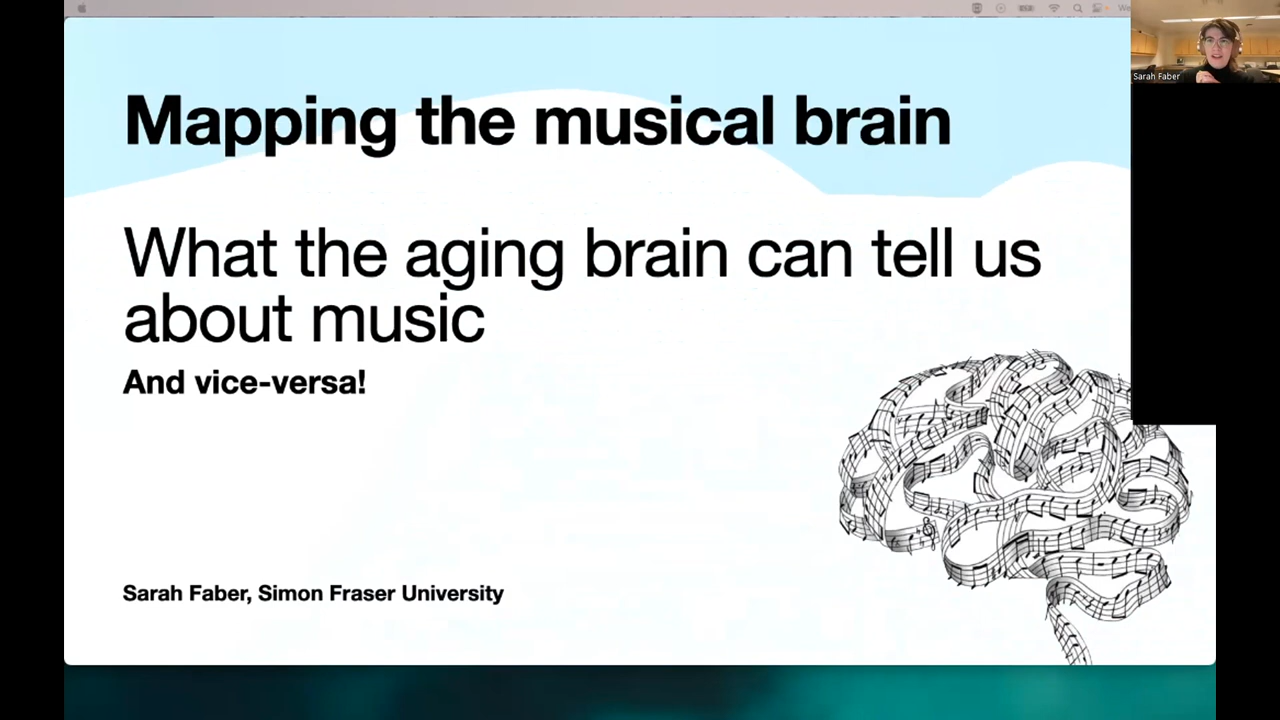 We
Sarah Faber
Mapping the musical brain
What the aging brain can tell us
about music
And vice-versa!
Sarah Faber, Simon Fraser University